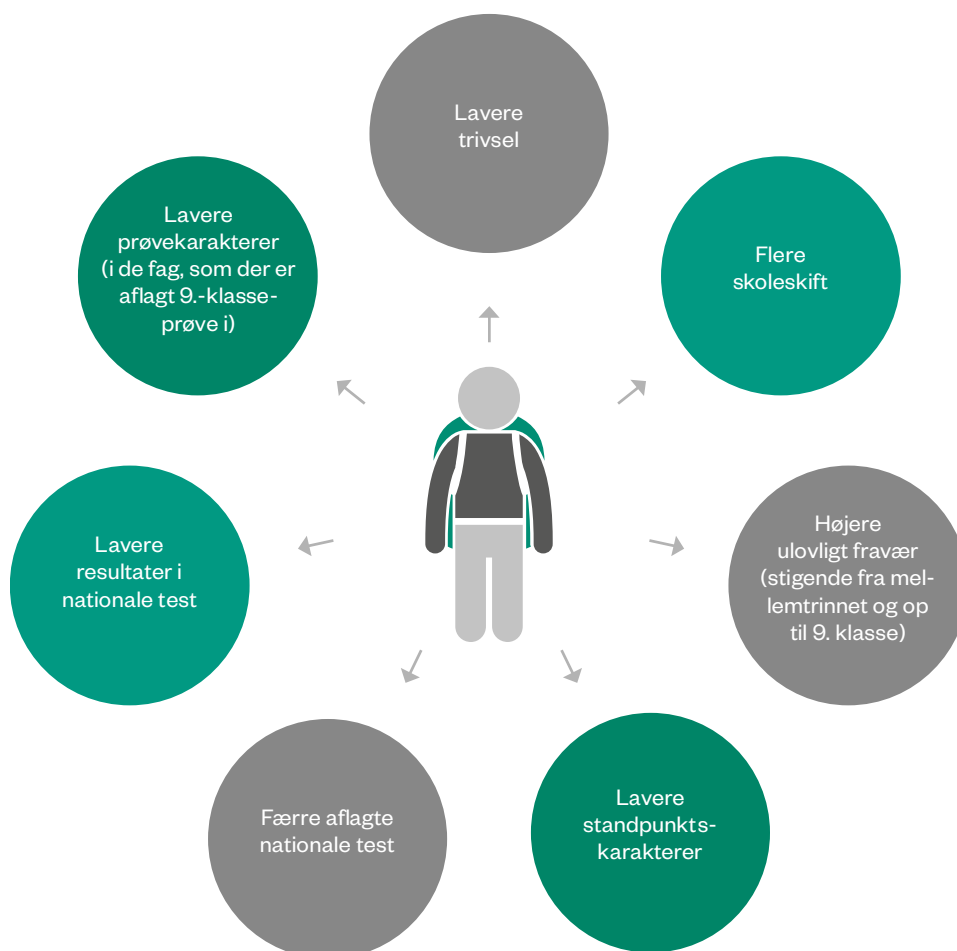 Lavere
trivsel
Flere
skoleskift
Højere
ulovligt fravær
(stigende fra mel-
lemtrinnet og op
til 9. klasse)
Lavere
standpunkts-
karakterer
Færre aflagte
nationale test
Lavere
resultater i
nationale test
Lavere
prøvekarakterer
(i de fag, som der er
aflagt 9.-klasse-
prøve i)